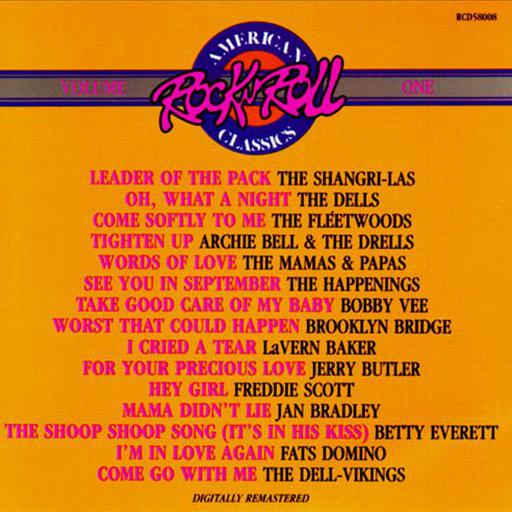 RCD58008
AMERICAN
VOLUME ROCK N ROLL ONE
CLASSICS
LEADER OF THE PACK THE SHANGRI-LAS
OH, WHAT A NIGHT THE DELLS
COME SOFTLY TO ME THE FLÉETWOODS
TIGHTEN UP ARCHIE BELL & THE DRELLS
WORDS OF LOVE THE MAMAS & PAPAS
SEE YOU IN SEPTEMBER THE HAPPENINGS
TAKE GOOD CARE OF MY BABY BOBBY VEE
WORST THAT COULD HAPPEN BROOKLYN BRIDGE
I CRIED A TEAR LaVERN BAKER
FOR YOUR PRECIOUS LOVE JERRY BUTLER
HEY GIRL FREDDIE SCOTT
MAMA DIDN'T LIE JAN BRADLEY
THE SHOOP SHOOP SONG (IT'S IN HIS KISS) BETTY EVERETT
I'M IN LOVE AGAIN FATS DOMINO
COME GO WITH ME THE DELL-VIKINGS
DIGITALLY REMASTERED